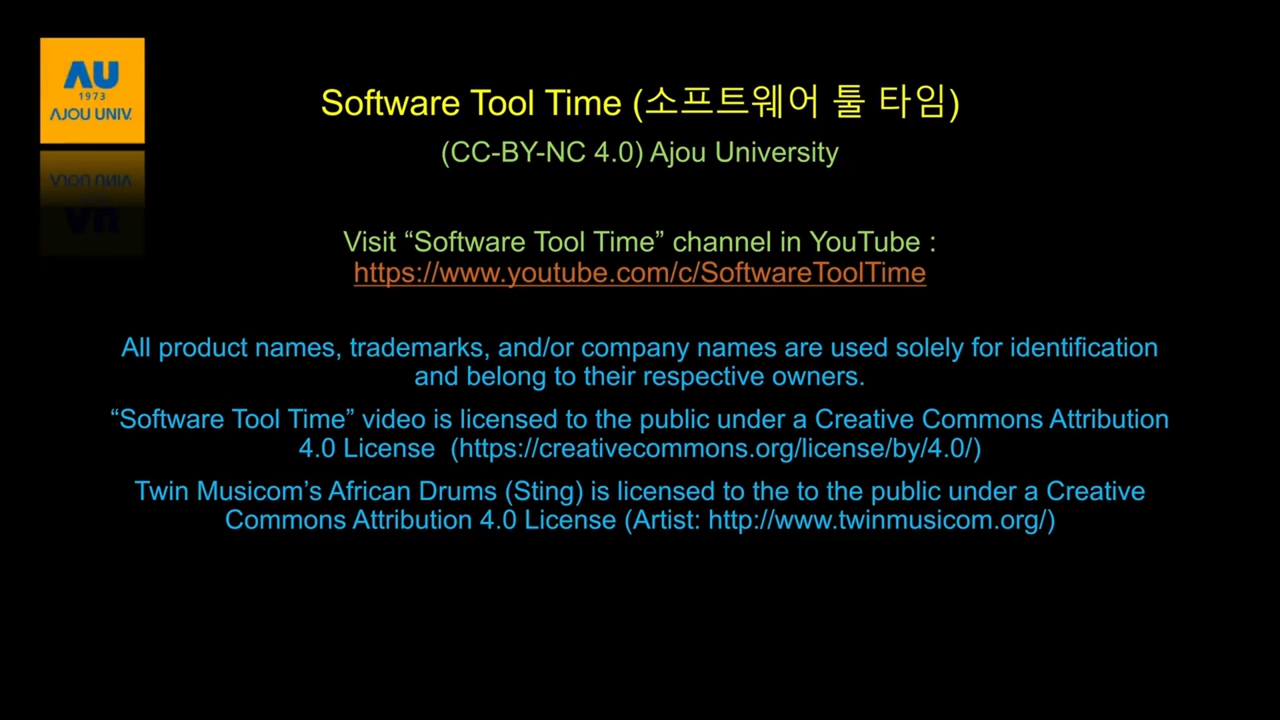 AU
1973
AJOU UNIV.
Software Tool Time (소프트웨어 툴 타임)
(CC-BY-NC 4.0) Ajou University
Visit “Software Tool Time” channel in YouTube :
https://www.youtube.com/c/SoftwareToolTime
All product names, trademarks, and/or company names are used solely for identification
and belong to their respective owners.
“Software Tool Time” video is licensed to the public under a Creative Commons Attribution
4.0 License (https://creativecommons.org/license/by/4.0/)
Twin Musicom’s African Drums (Sting) is licensed to the to the public under a Creative
Commons Attribution 4.0 License (Artist: http://www.twinmusicom.org/)